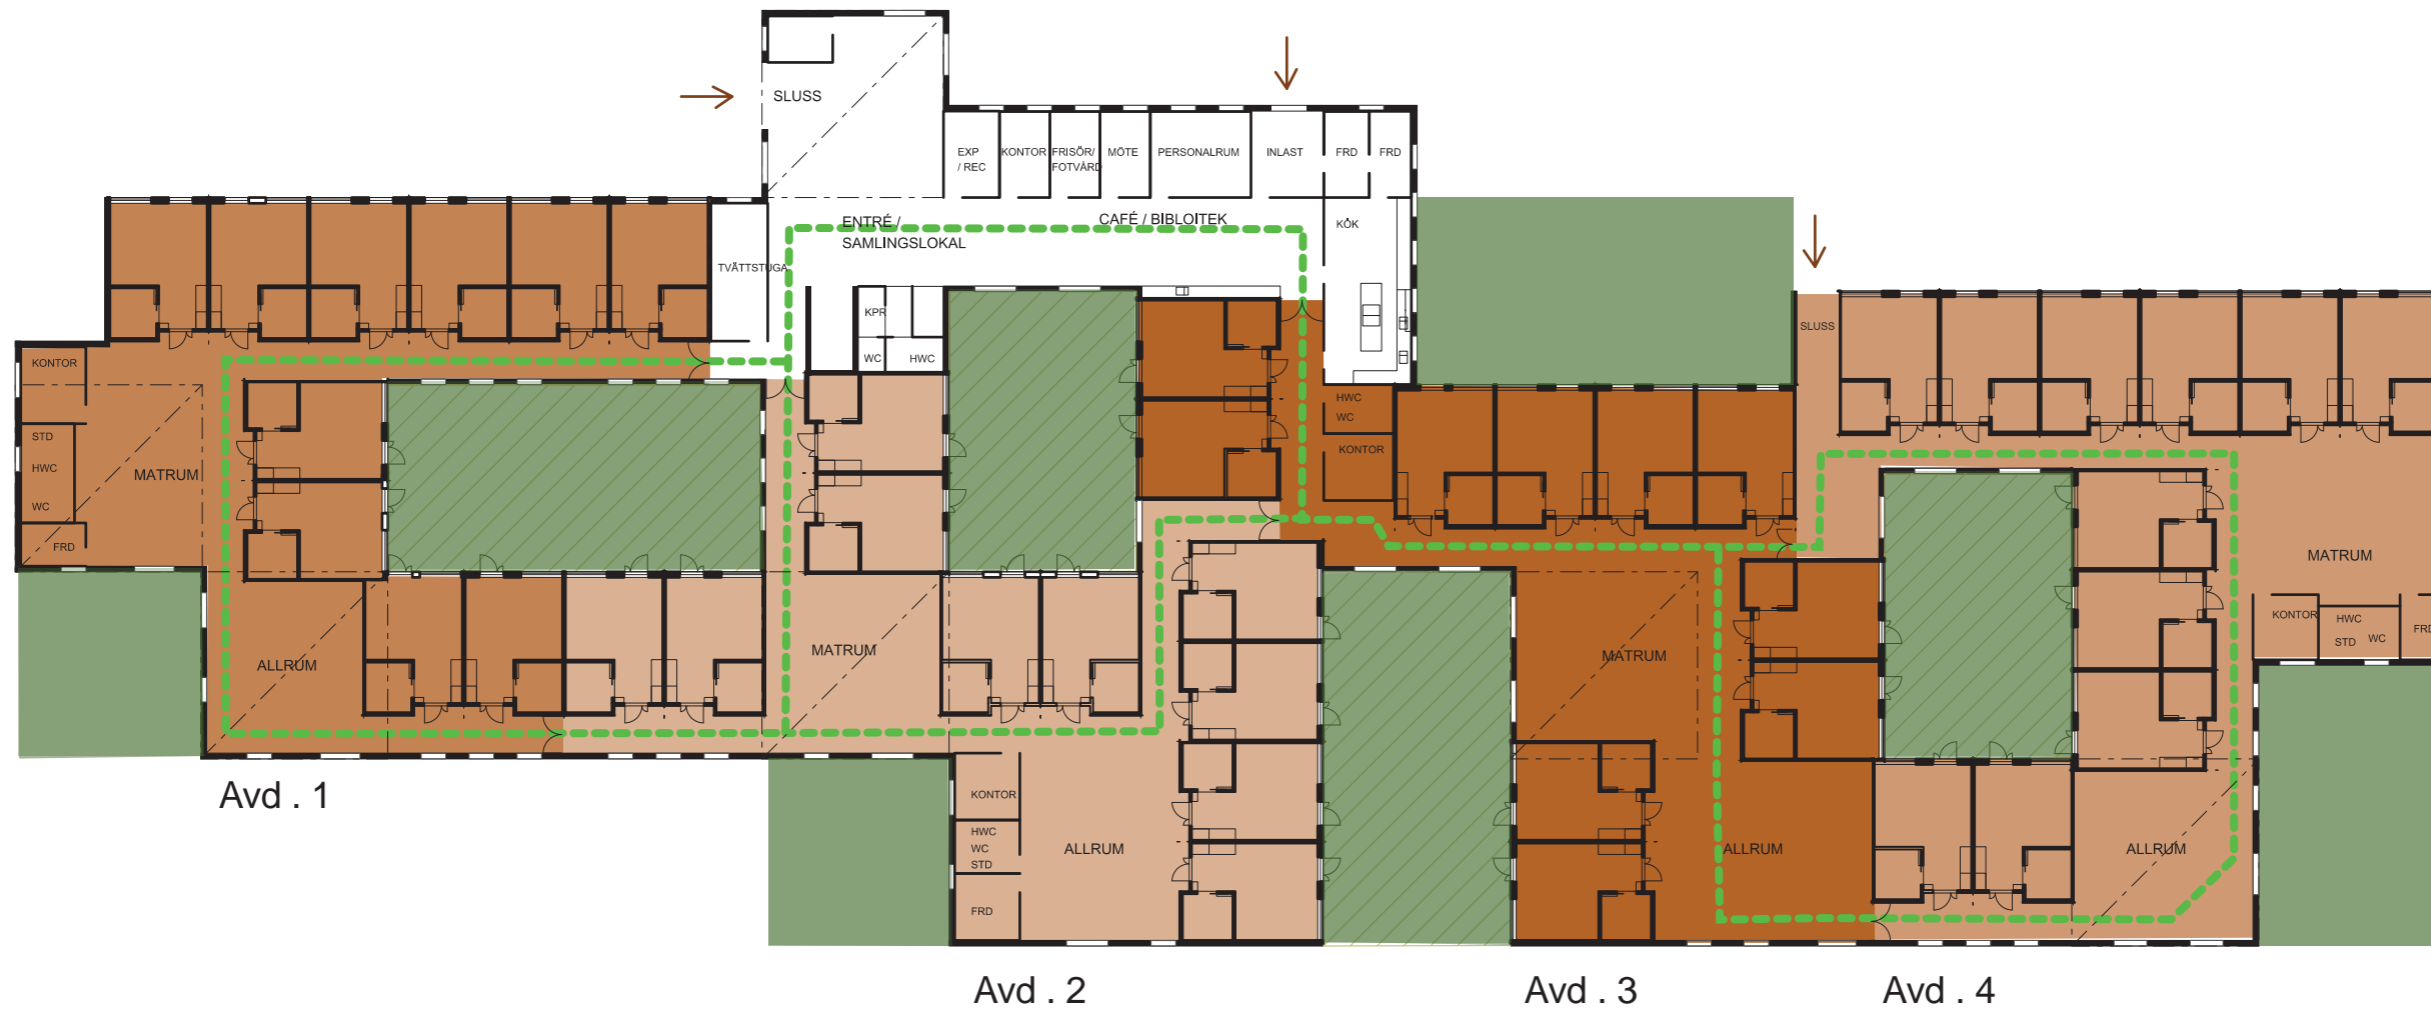 SLUSS
EXP
/ REC
KONTOR
FRISÖR/
FOTVÅRD
MÖTE
PERSONALRUM
INLAST
FRD
FRD
ENTRÉ /
SAMLINGSLOKAL
CAFÉ / BIBLOITEK
KÖK
TVÄTTSTUGA
KPR
WC
HWC
SLUSS
KONTOR
STD
HWC
WC
FRD
MATRUM
ALLRUM
HWC
WC
KONTOR
MATRUM
MATRUM
MATRUM
KONTOR
HWC
STD
WC
FRD
KONTOR
HWC
WC
STD
FRD
ALLRUM
ALLRUM
ALLRUM
Avd . 1
Avd . 2
Avd . 3
Avd . 4